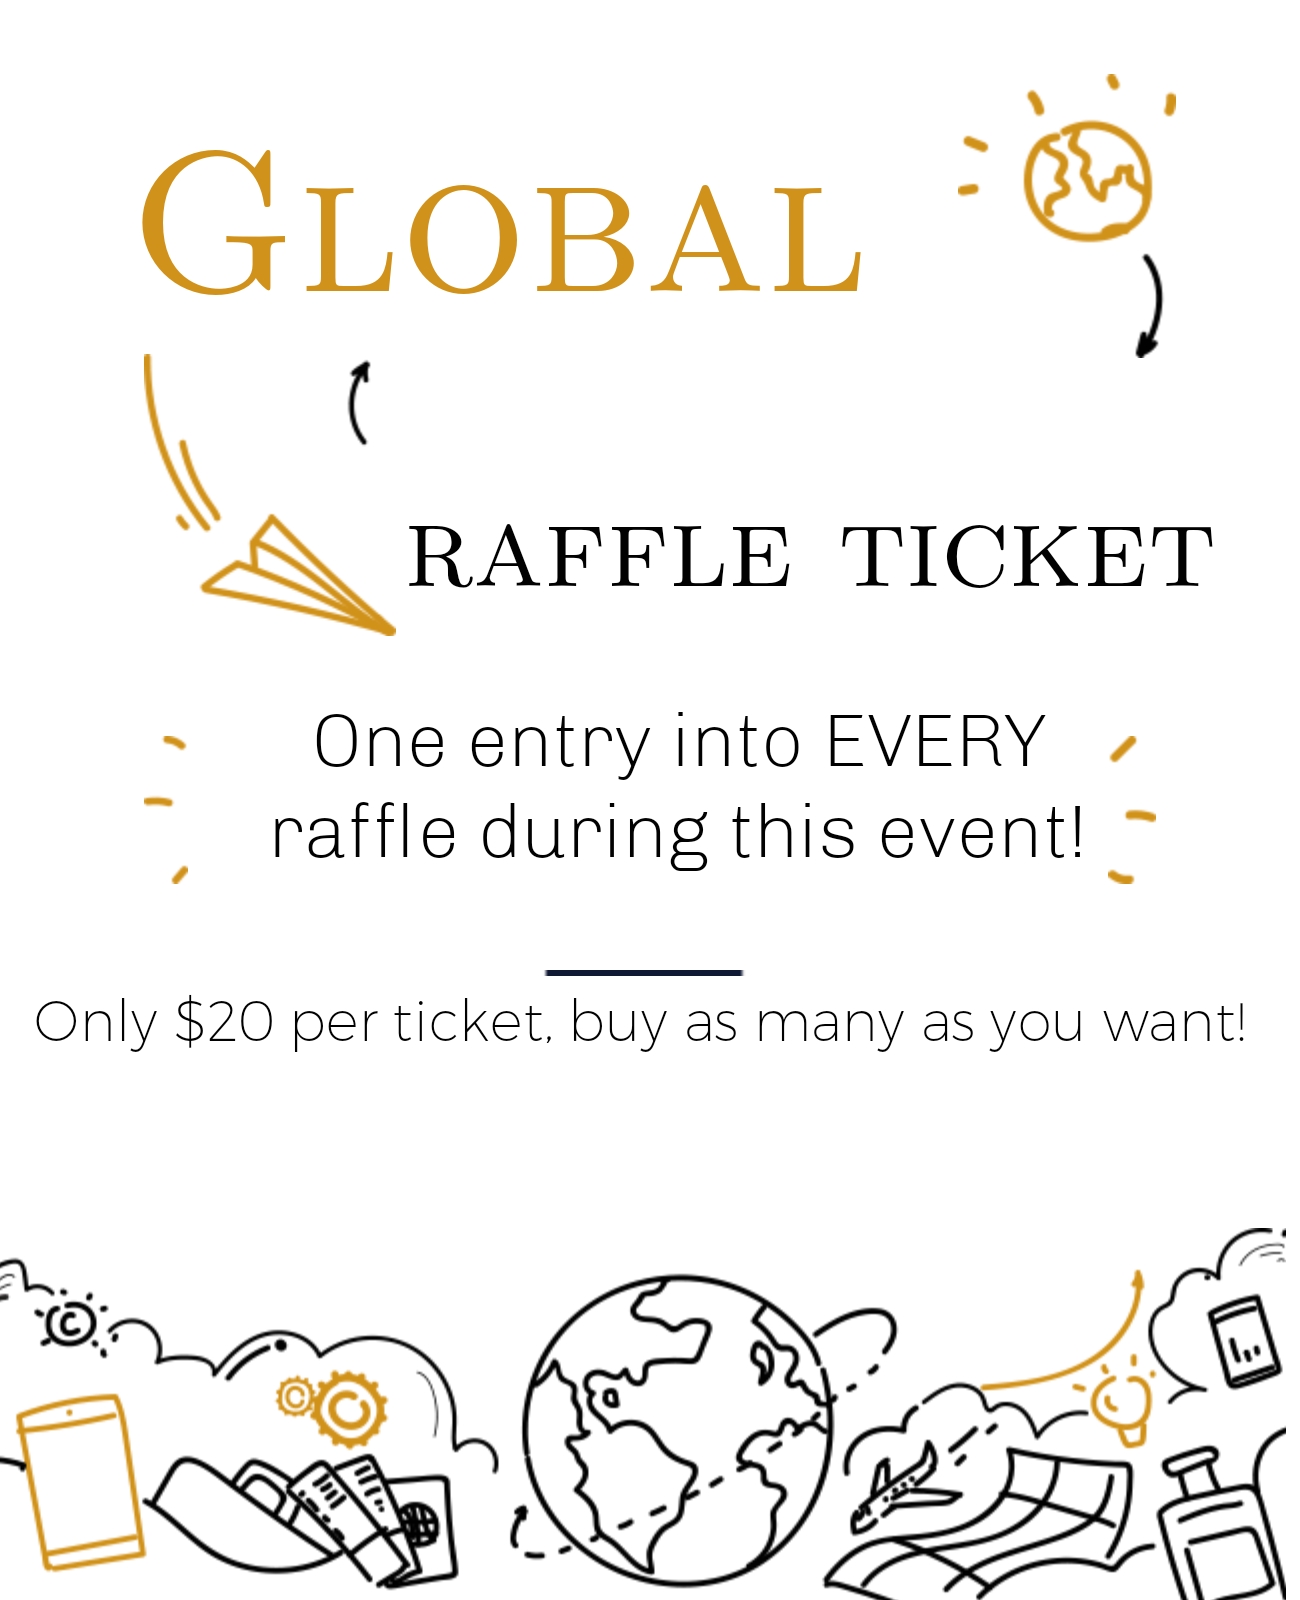 GLOBAL
RAFFLE TICKET
One entry into EVERY
raffle during this event!
Only $20 per ticket, buy as many as you want!